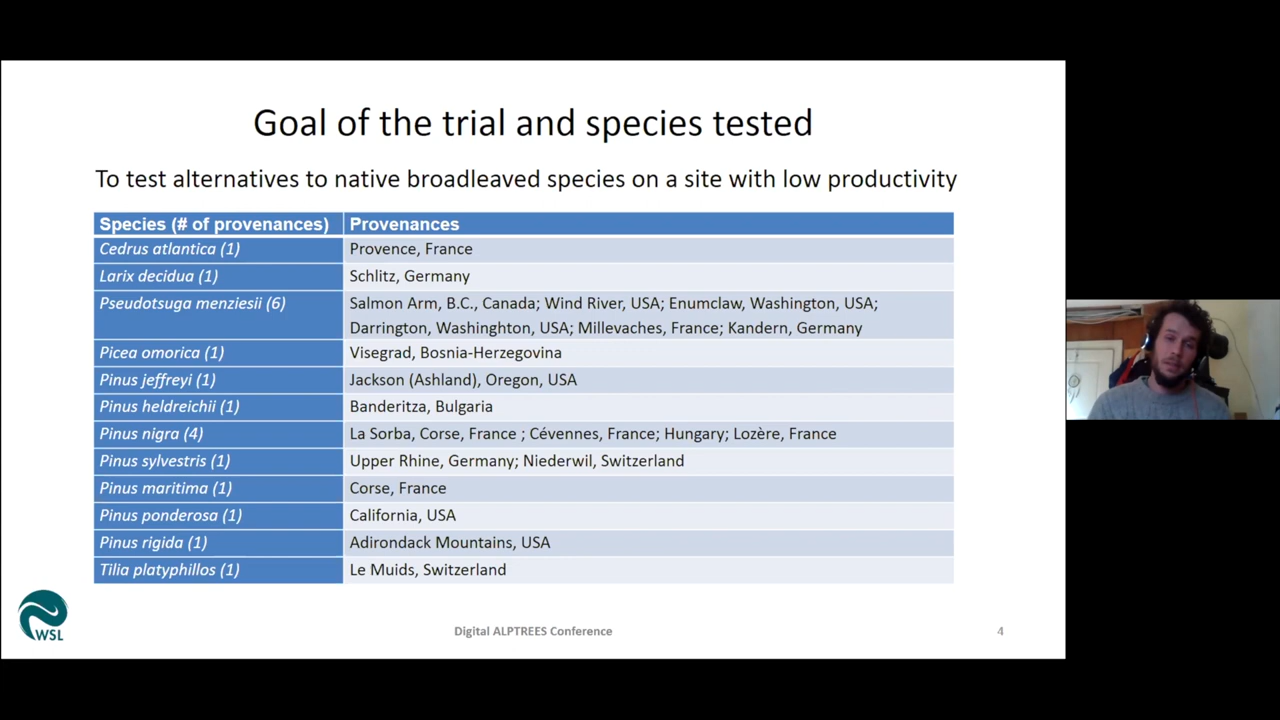 Goal of the trial and species tested
To test alternatives to native broadleaved species on a site with low productivity
Species (# of provenances) Provenances
Cedrus atlantica (1) Provence, France
Larix decidua (1) Schlitz, Germany
Pseudotsuga menziesii (6) Salmon Arm, B.C., Canada; Wind River, USA; Enumclaw, Washington, USA;
Darrington, Washinghton, USA; Millevaches, France; Kandern, Germany
Picea omorica (1) Visegrad, Bosnia-Herzegovina
Pinus jeffreyi (1) Jackson (Ashland), Oregon, USA
Pinus heldreichii (1) Banderitza, Bulgaria
Pinus nigra (4) La Sorba, Corse, France ; Cévennes, France; Hungary; Lozère, France
Pinus sylvestris (1) Upper Rhine, Germany; Niederwil, Switzerland
Pinus maritima (1) Corse, France
Pinus ponderosa (1) California, USA
Pinus rigida (1) Adirondack Mountains, USA
Tilia platyphillos (1) Le Muids, Switzerland
WSL
Digital ALPTREES Conference
4